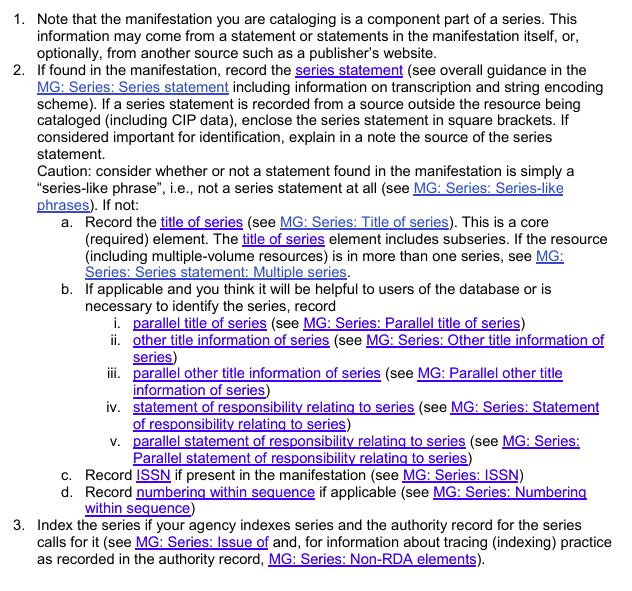 1. Note that the manifestation you are cataloging is a component part of a series. This
information may come from a statement or statements in the manifestation itself, or,
optionally, from another source such as a publisher's website.
2. If found in the manifestation, record the series statement (see overall guidance in the
MG: Series: Series statement including information on transcription and string encoding
scheme). If a series statement is recorded from a source outside the resource being
cataloged (including CIP data), enclose the series statement in square brackets. If
considered important for identification, explain in a note the source of the series
statement.
Caution: consider whether or not a statement found in the manifestation is simply a
"series-like phrase", i.e., not a series statement at all (see MG: Series: Series-like
phrases). If not:
a. Record the title of series (see MG: Series: Title of series). This is a core
(required) element. The title of series element includes subseries. If the resource
(including multiple-volume resources) is in more than one series, see MG:
Series: Series statement: Multiple series.
b. If applicable and you think it will be helpful to users of the database or is
necessary to identify the series, record
i. parallel title of series (see MG: Series: Parallel title of series)
ii. other title information of series (see MG: Series: Other title information of
series)
iii. parallel other title information of series (see MG: Parallel other title
information of series)
iv. statement of responsibility relating to series (see MG: Series: Statement
of responsibility relating to series)
v. parallel statement of responsibility relating to series (see MG: Series:
Parallel statement of responsibility relating to series)
c. Record ISSN if present in the manifestation (see MG: Series: ISSN)
d. Record numbering within sequence if applicable (see MG: Series: Numbering
within sequence)
3. Index the series if your agency indexes series and the authority record for the series
calls for it (see MG: Series: Issue of and, for information about tracing (indexing) practice
as recorded in the authority record, MG: Series: Non-RDA elements).